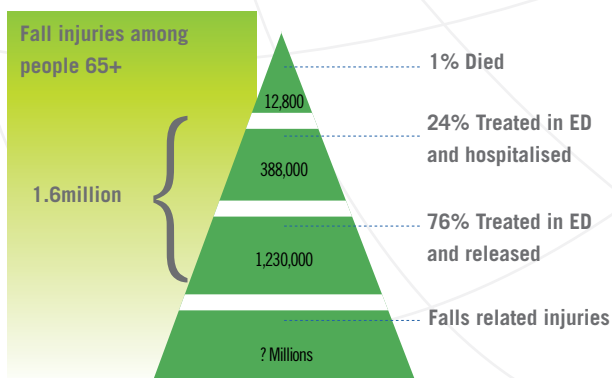 Fall injuries among
people 65+
1% Died
12,800
24% Treated in ED
and hospitalised
388,000
1.6million
76% Treated in ED
and released
1,230,000
Falls related injuries
? Millions